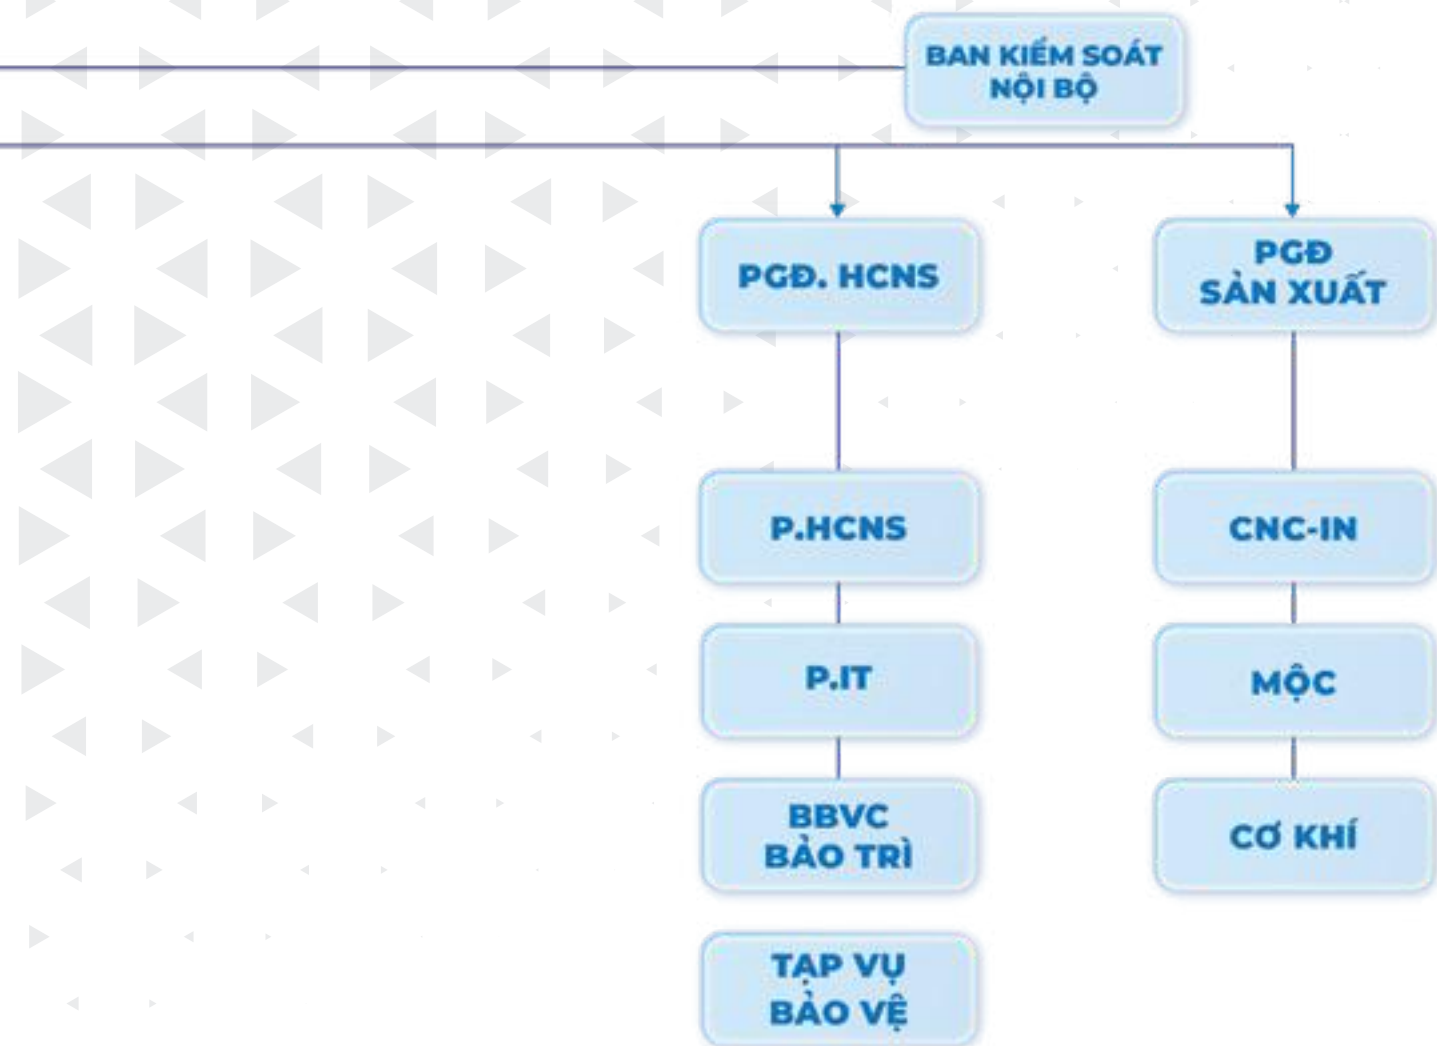 BAN KIỂM SOÁT
NỘI BỘ
PGĐ. HCNS
PGĐ
SẢN XUẤT
P.HCNS
CNC-IN
P.IT
MỘC
BBVC
BẢO TRÌ
CƠ KHÍ
TẠP VỤ
BẢO VỆ